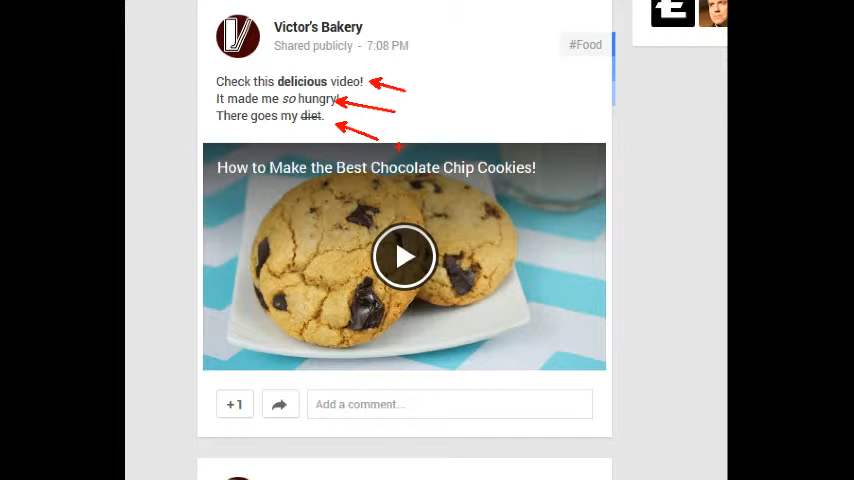 Victor's Bakery
Shared publicly - 7:08 PM
#Food
Check this delicious video!
It made me so hungry!
There goes my diet.
How to Make the Best Chocolate Chip Cookies!
+1
Add a comment...